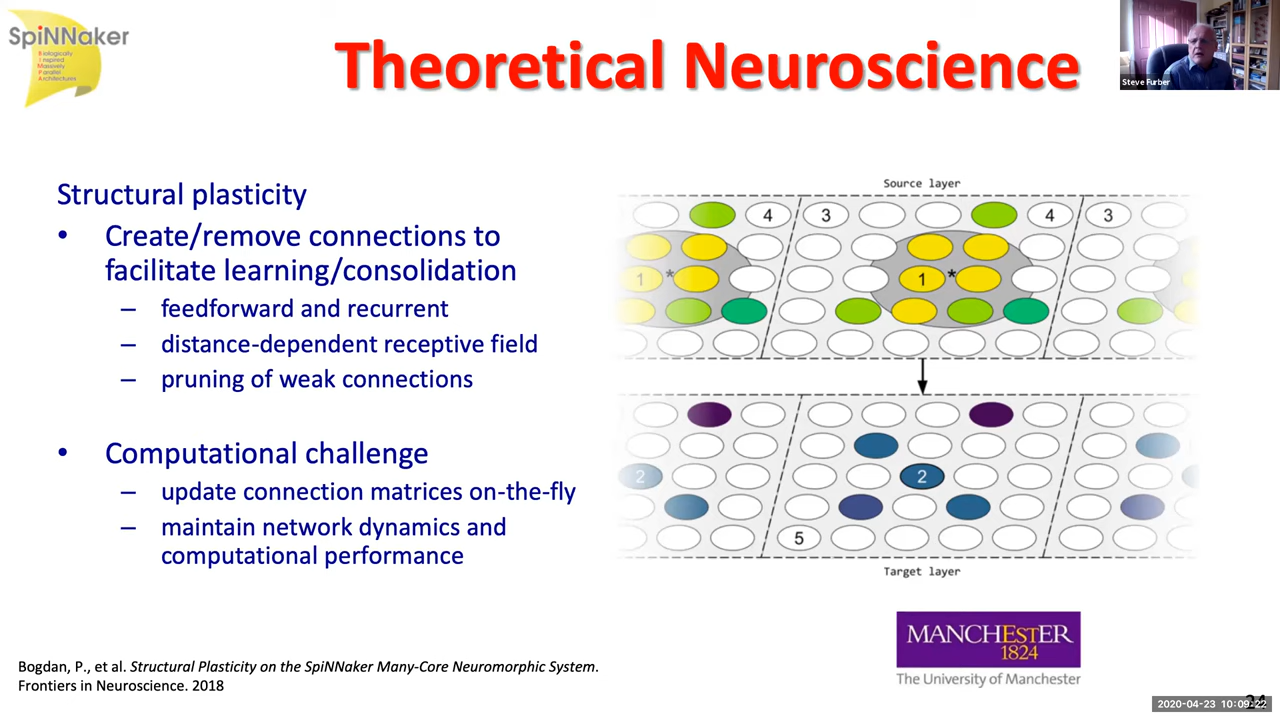 SpiNNaker
Biologically
Inspired
Massively
Parallel
Architectures
Theoretical Neuroscience
Steve Furber
Structural plasticity
• Create/remove connections to
facilitate learning/consolidation
– feedforward and recurrent
– distance-dependent receptive field
– pruning of weak connections
• Computational challenge
– update connection matrices on-the-fly
– maintain network dynamics and
computational performance
Source layer
4 3 4 3
1 * 1 *
2 2
5
Target layer
MANCHESTER
1824
The University of Manchester
Bogdan, P., et al. Structural Plasticity on the SpiNNaker Many-Core Neuromorphic System.
Frontiers in Neuroscience. 2018
24
2020-04-23 10:09:22